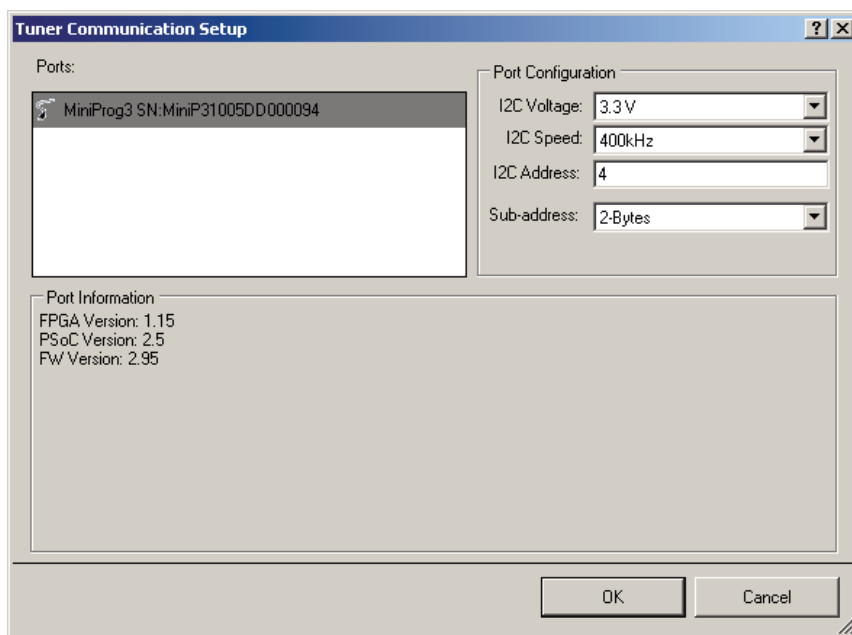 Tuner Communication Setup
Ports:
MiniProg3 SN:MiniP31005DD000094
Port Configuration
I2C Voltage: 3.3 V
I2C Speed: 400kHz
I2C Address: 4
Sub-address: 2-Bytes
Port Information
FPGA Version: 1.15
PSoC Version: 2.5
FW Version: 2.95
OK Cancel